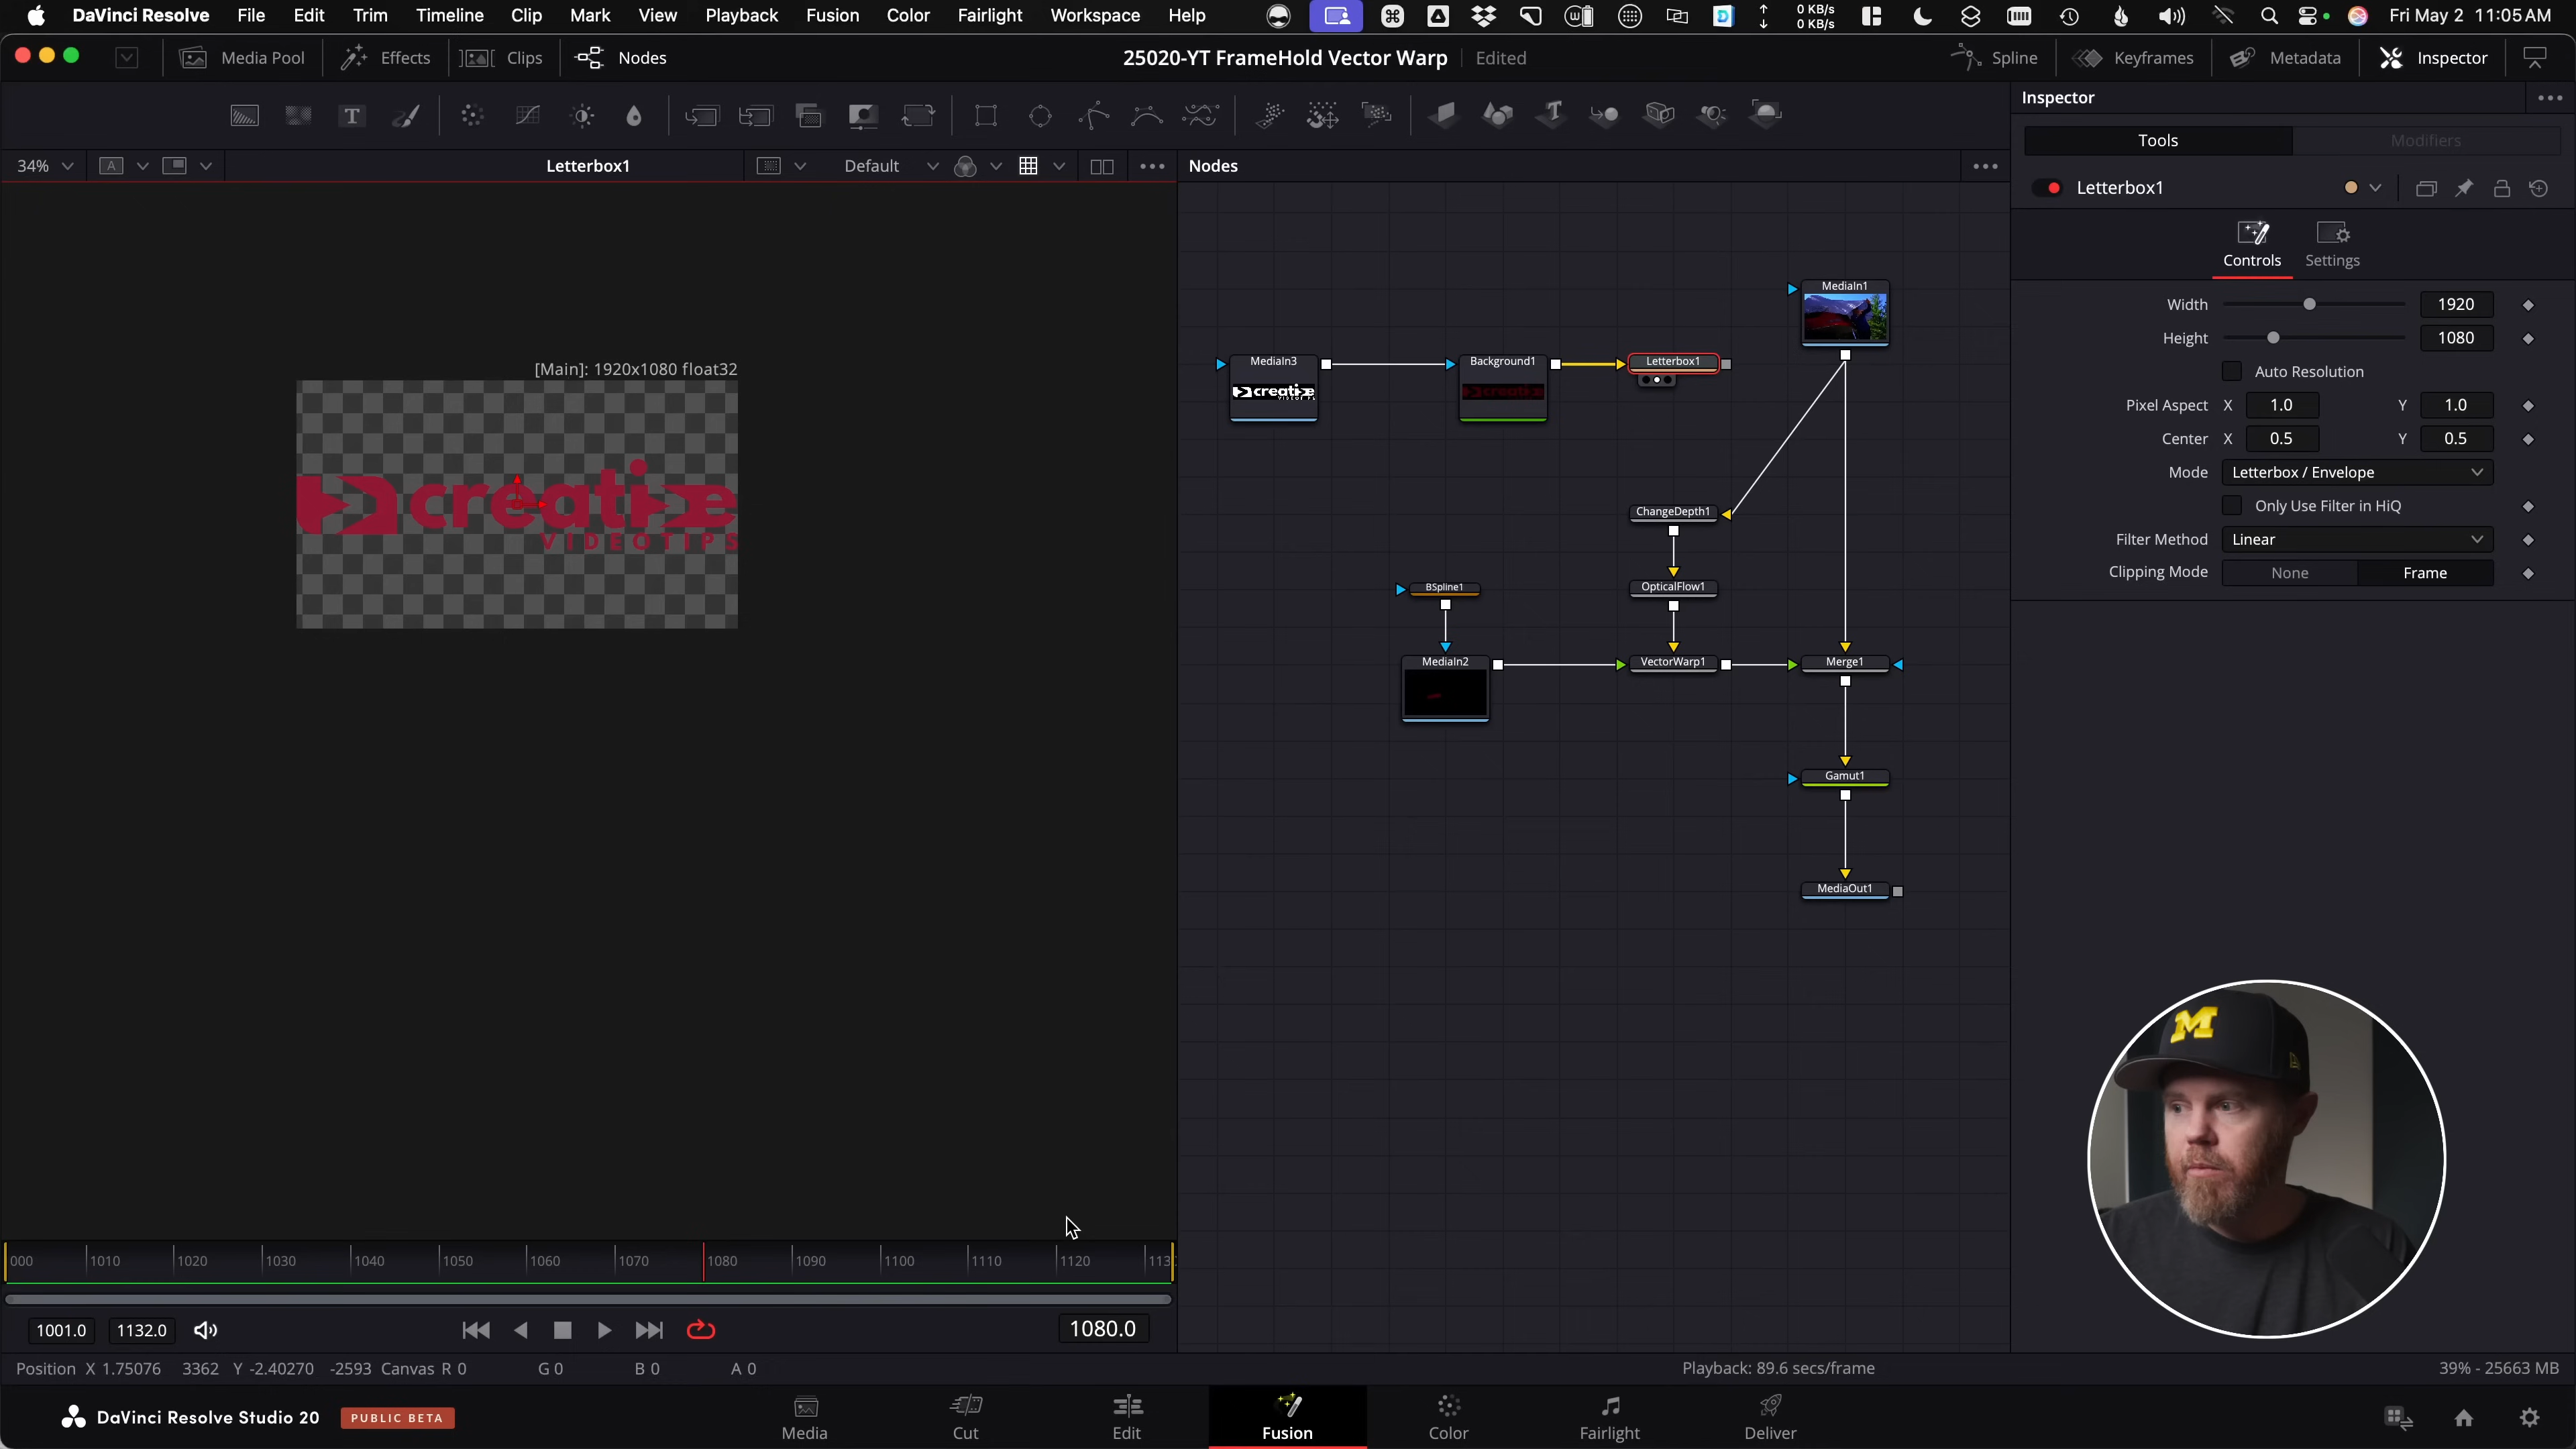 DaVinci Resolve File Edit Trim Timeline Clip Mark View Playback Fusion Color Fairlight Workspace Help 0 KB/s 0 KB/s Fri May 2 11:05 AM
Media Pool Effects Clips Nodes 25020-YT FrameHold Vector Warp Edited Spline Keyframes Metadata Inspector
Inspector
Tools Modifiers
34% A Letterbox1 Default Nodes
Letterbox1
Controls Settings
Width 1920
Height 1080
Auto Resolution
Pixel Aspect X 1.0 Y 1.0
Center X 0.5 Y 0.5
Mode Letterbox / Envelope
Only Use Filter in HiQ
Filter Method Linear
Clipping Mode None Frame
[Main]: 1920x1080 float32
creative
VIDEOTIPS
MediaIn1
MediaIn3 Background1 Letterbox1
creative
ChangeDepth1
BSpline1 OpticalFlow1
MediaIn2 VectorWarp1 Merge1
Gamut1
MediaOut1
M
000 1010 1020 1030 1040 1050 1060 1070 1080 1090 1100 1110 1120 113
1001.0 1132.0 1080.0
Position X 1.75076 3362 Y -2.40270 -2593 Canvas R 0 G 0 B 0 A 0 Playback: 89.6 secs/frame 39% - 25663 MB
DaVinci Resolve Studio 20 PUBLIC BETA Media Cut Edit Fusion Color Fairlight Deliver